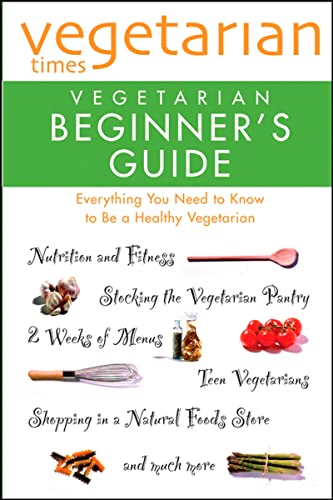 vegetarian
times
VEGETARIAN
BEGINNER'S
GUIDE
Everything You Need to Know
to Be a Healthy Vegetarian
Nutrition and Fitness
Stocking the Vegetarian Pantry
2 Weeks of Menus
Teen Vegetarians
Shopping in a Natural Foods Store
and much more